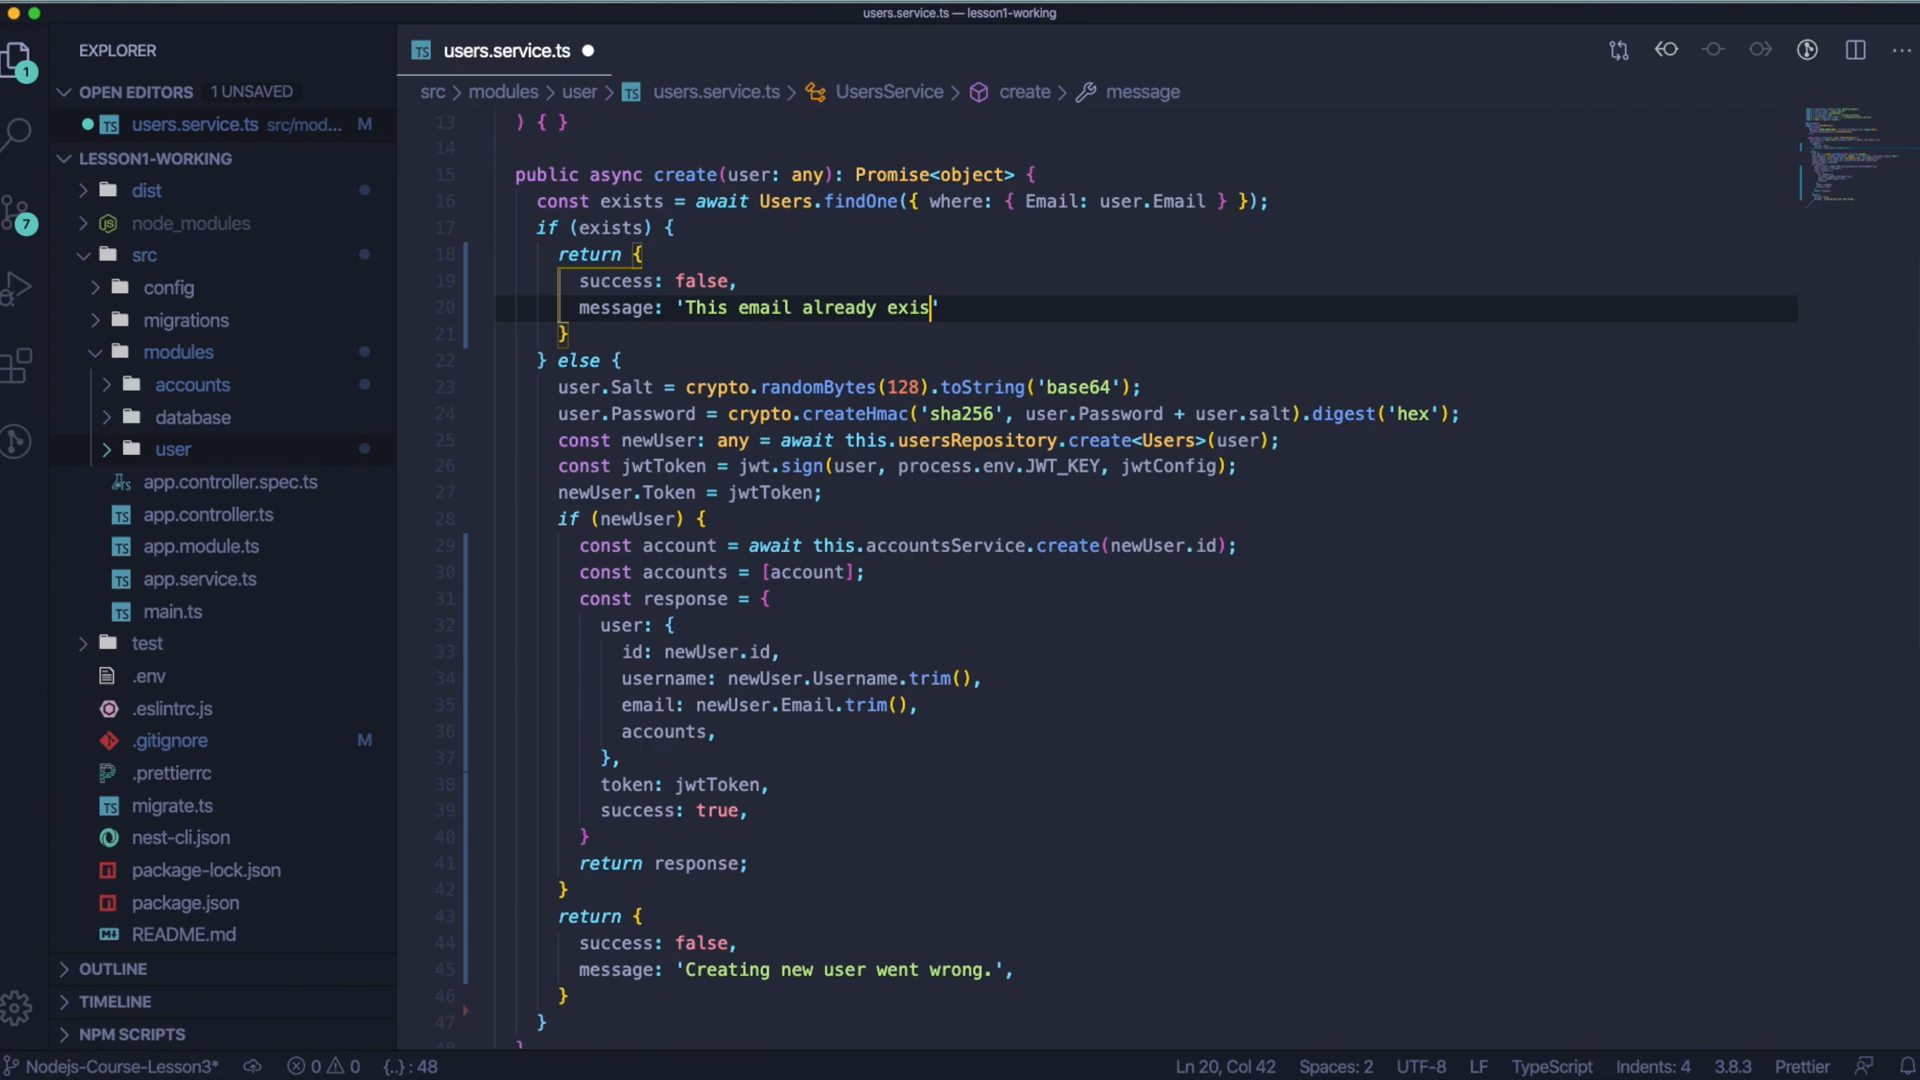 users.service.ts — lesson1-working
EXPLORER
OPEN EDITORS 1 UNSAVED
TS users.service.ts src/mod... M
LESSON1-WORKING
dist
node_modules
src
config
migrations
modules
accounts
database
user
app.controller.spec.ts
TS app.controller.ts
TS app.module.ts
TS app.service.ts
TS main.ts
test
.env
.eslintrc.js
.gitignore M
.prettierrc
TS migrate.ts
nest-cli.json
package-lock.json
package.json
README.md
OUTLINE
TIMELINE
NPM SCRIPTS
1
7
TS users.service.ts
src > modules > user > TS users.service.ts > UsersService > create > message
13 ) { }
14
15 public async create(user: any): Promise<object> {
16 const exists = await Users.findOne({ where: { Email: user.Email } });
17 if (exists) {
18 return {
19 success: false,
20 message: 'This email already exis'
21 }
22 } else {
23 user.Salt = crypto.randomBytes(128).toString('base64');
24 user.Password = crypto.createHmac('sha256', user.Password + user.salt).digest('hex');
25 const newUser: any = await this.usersRepository.create<Users>(user);
26 const jwtToken = jwt.sign(user, process.env.JWT_KEY, jwtConfig);
27 newUser.Token = jwtToken;
28 if (newUser) {
29 const account = await this.accountsService.create(newUser.id);
30 const accounts = [account];
31 const response = {
32 user: {
33 id: newUser.id,
34 username: newUser.Username.trim(),
35 email: newUser.Email.trim(),
36 accounts,
37 },
38 token: jwtToken,
39 success: true,
40 }
41 return response;
42 }
43 return {
44 success: false,
45 message: 'Creating new user went wrong.',
46 }
47 }
Nodejs-Course-Lesson3* 0 0 {..} : 48 Ln 20, Col 42 Spaces: 2 UTF-8 LF TypeScript Indents: 4 3.8.3 Prettier